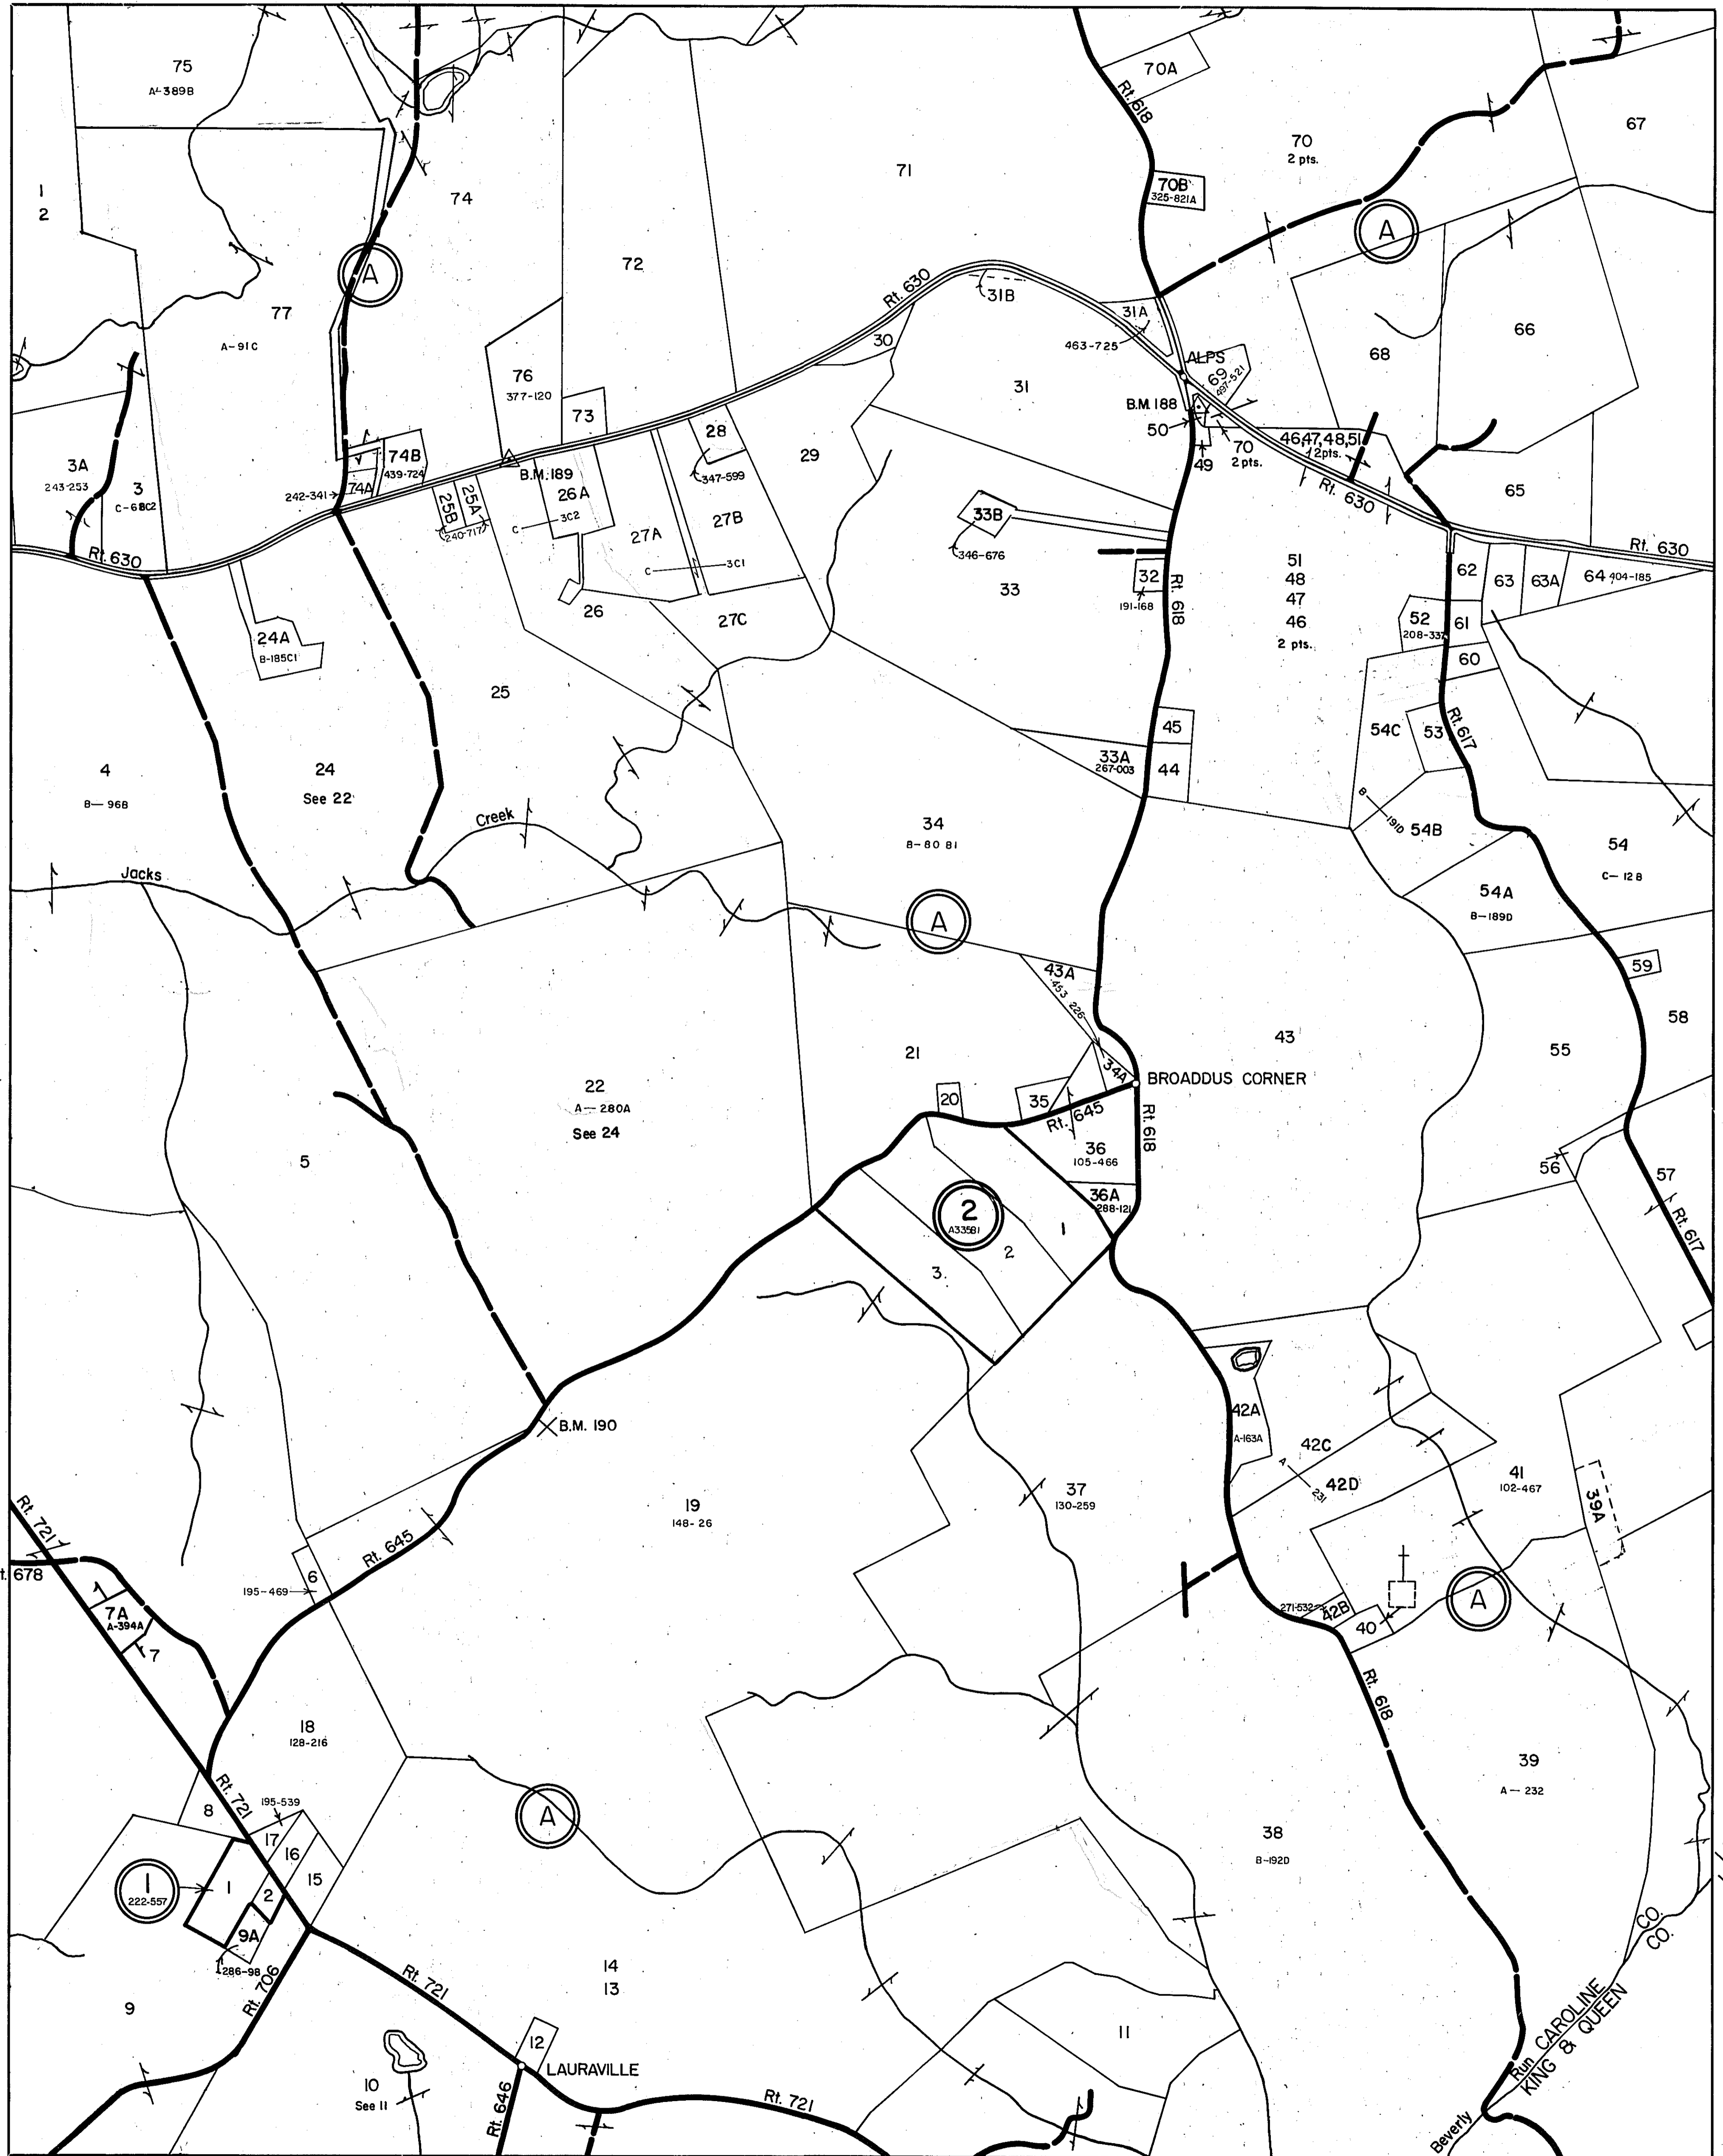 75
A-389B
70A
Rt. 618
67
70
2 pts.
1
2
74
71
70B
325-821A
A
A
77
72
Rt. 630
31B
31A
66
A-91C
30
463-725
68
ALPS
69
497-521
76
377-120
31
73
B.M. 188
28
50
70
2 pts.
46,47,48,51
2pts.
3A
243-253
74B
439-724
29
49
3
C-68C2
B.M. 189
347-599
242-341
74A
25B
25A
26A
Rt. 630
65
C
3C2
33B
27B
240-717
27A
346-676
Rt. 630
Rt. 630
C
3C1
51
48
47
46
2 pts.
62
63
63A
64
404-185
33
32
191-168
Rt. 618
26
27C
52
208-337
61
24A
B-185C1
60
25
45
54C
53
Rt. 617
33A
267-003
44
4
B-96B
24
See 22
B
191D
Creek
34
B-80 81
54B
54
C-128
Jacks
54A
B-189D
A
43A
453 226
59
58
43
21
55
34A
BROADDUS CORNER
22
A-280A
See 24
20
35
Rt. 645
Rt. 618
36
105-466
5
56
57
36A
288-121
2
A335B1
1
Rt. 617
2
3
42A
B.M. 190
A-163A
42C
A
231
42D
41
102-467
37
130-259
39A
19
148-26
Rt. 721
Rt. 645
t. 678
6
195-469
A
7A
A-394A
271-532
42B
40
7
Rt. 618
18
128-216
39
A-232
Rt. 721
8
195-539
A
17
38
B-192D
16
15
1
222-557
1
2
9A
CO.
CO.
286-98
Rt. 706
Rt. 721
14
13
9
CAROLINE
KING & QUEEN
11
12
LAURAVILLE
10
See 11
Rt. 646
Rt. 721
Beverly
Run